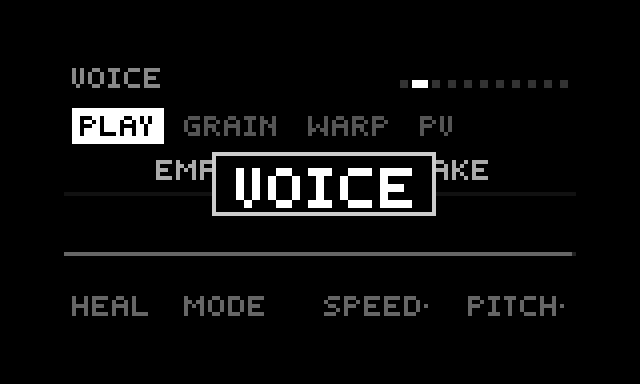 VOICE
PLAY GRAIN WARP PV
VOICE
HEAL MODE SPEED· PITCH·